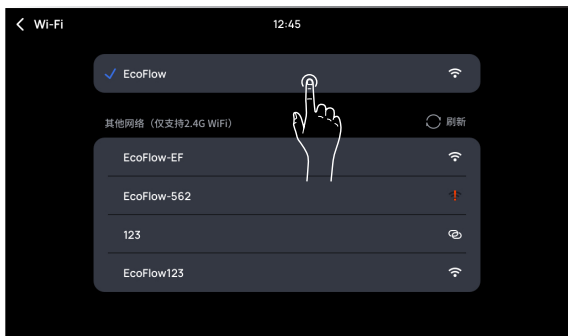 Wi-Fi
12:45
EcoFlow
其他网络（仅支持2.4G WiFi）
刷新
EcoFlow-EF
EcoFlow-562
123
EcoFlow123